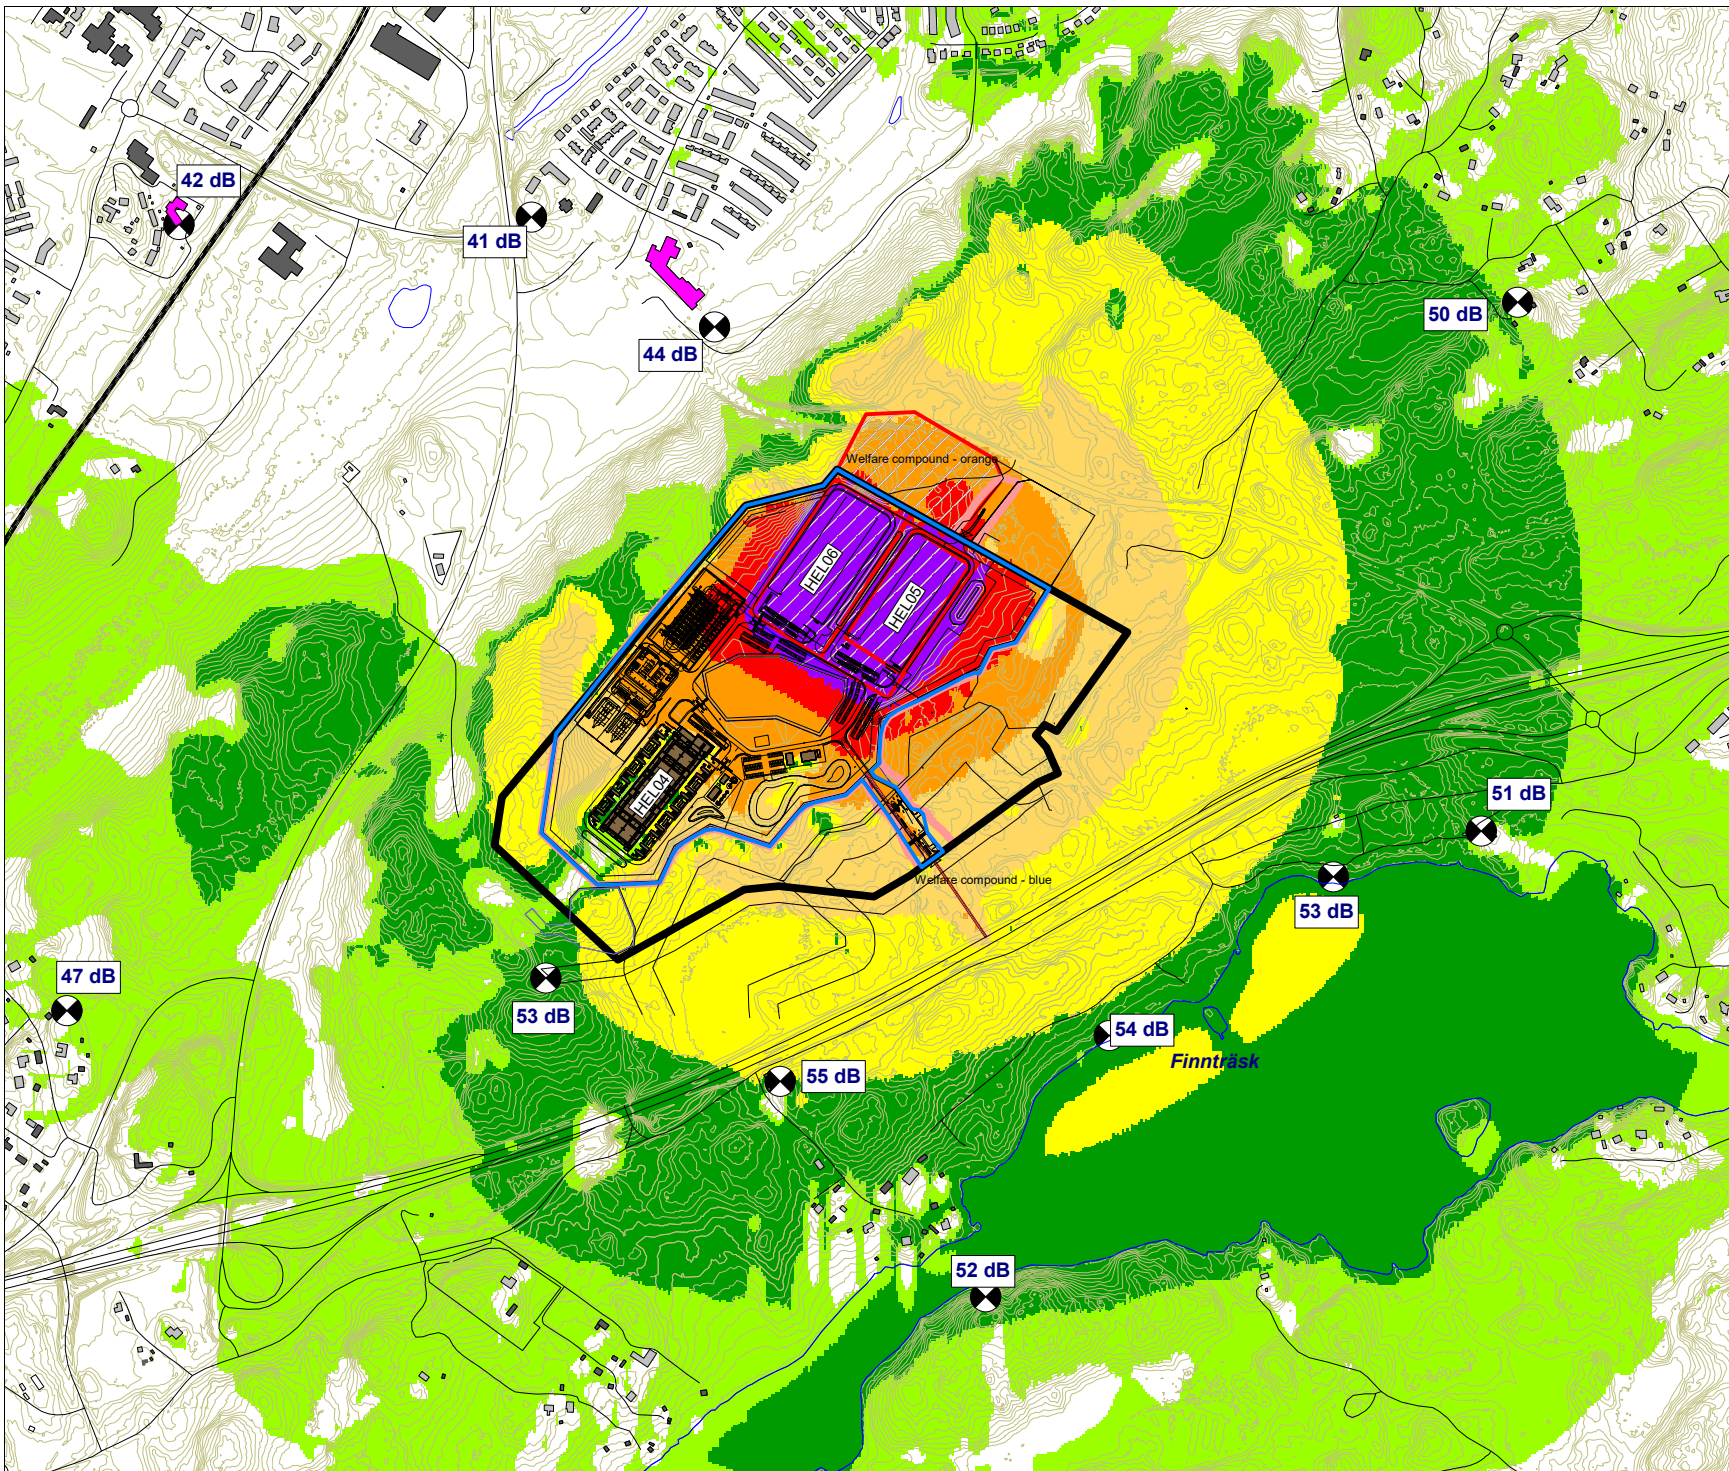 42 dB
41 dB
44 dB
50 dB
Welfare compound - orange
HEL06
HEL05
HEL04
51 dB
Welfare compound - blue
53 dB
47 dB
53 dB
54 dB
Finnträsk
55 dB
52 dB